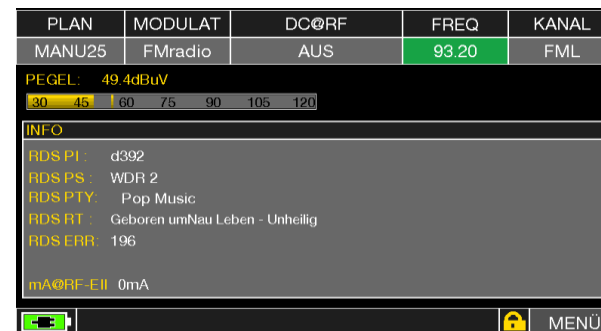 PLAN MODULAT DC@RF FREQ KANAL
MANU25 FMradio AUS 93.20 FML
PEGEL: 49.4dBuV
30 45 60 75 90 105 120
INFO
RDS PI : d392
RDS PS : WDR 2
RDS PTY: Pop Music
RDS RT : Geboren umNau Leben - Unheilig
RDS ERR: 196
mA@RF-EII 0mA
MENÜ